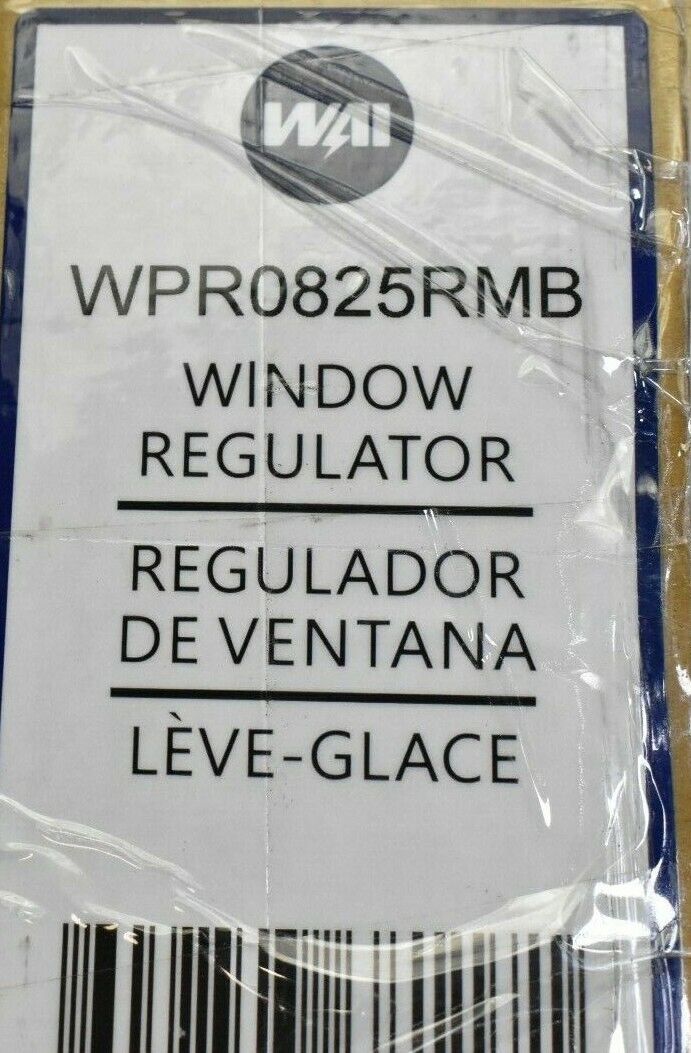 WAI
WPR0825RMB
WINDOW
REGULATOR
REGULADOR
DE VENTANA
LÈVE-GLACE